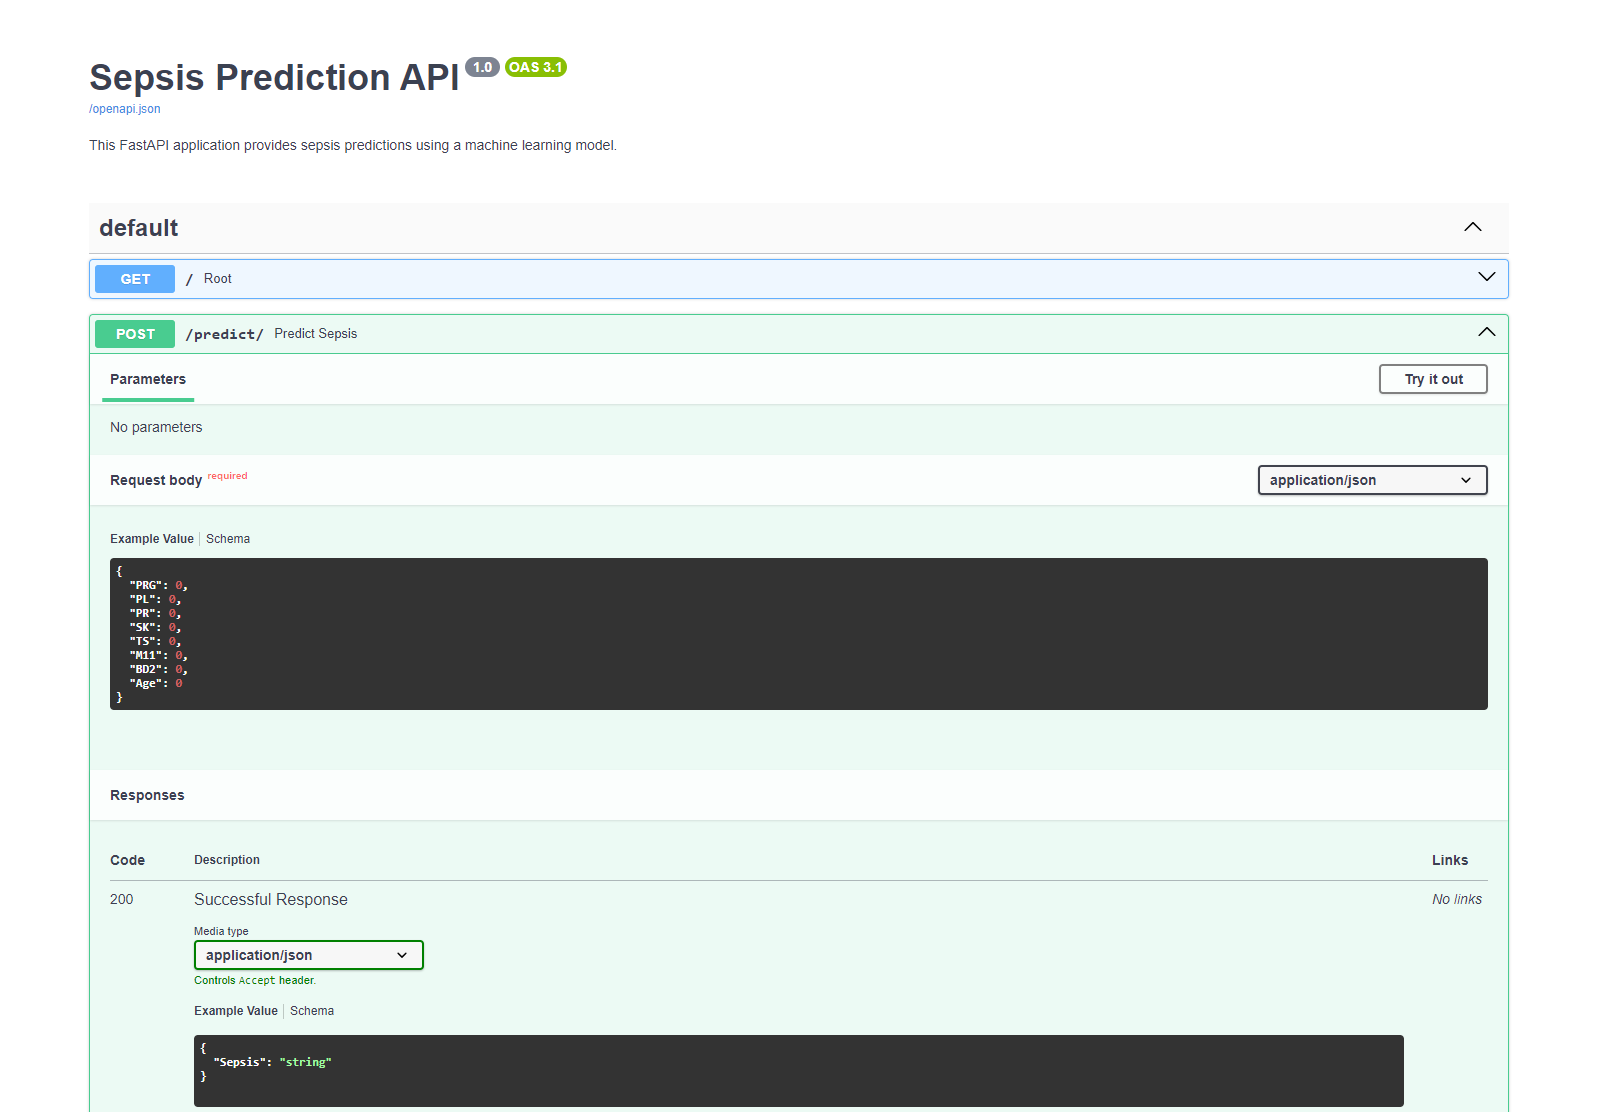 Sepsis Prediction API 1.0 OAS 3.1
/openapi.json
This FastAPI application provides sepsis predictions using a machine learning model.
default
GET / Root
POST /predict/ Predict Sepsis
Parameters Try it out
No parameters
Request body required application/json
Example Value Schema
{
"PRG": 0,
"PL": 0,
"PR": 0,
"SK": 0,
"TS": 0,
"M11": 0,
"BD2": 0,
"Age": 0
}
Responses
Code Description Links
200 Successful Response No links
Media type
application/json
Controls Accept header.
Example Value Schema
{
"Sepsis": "string"
}